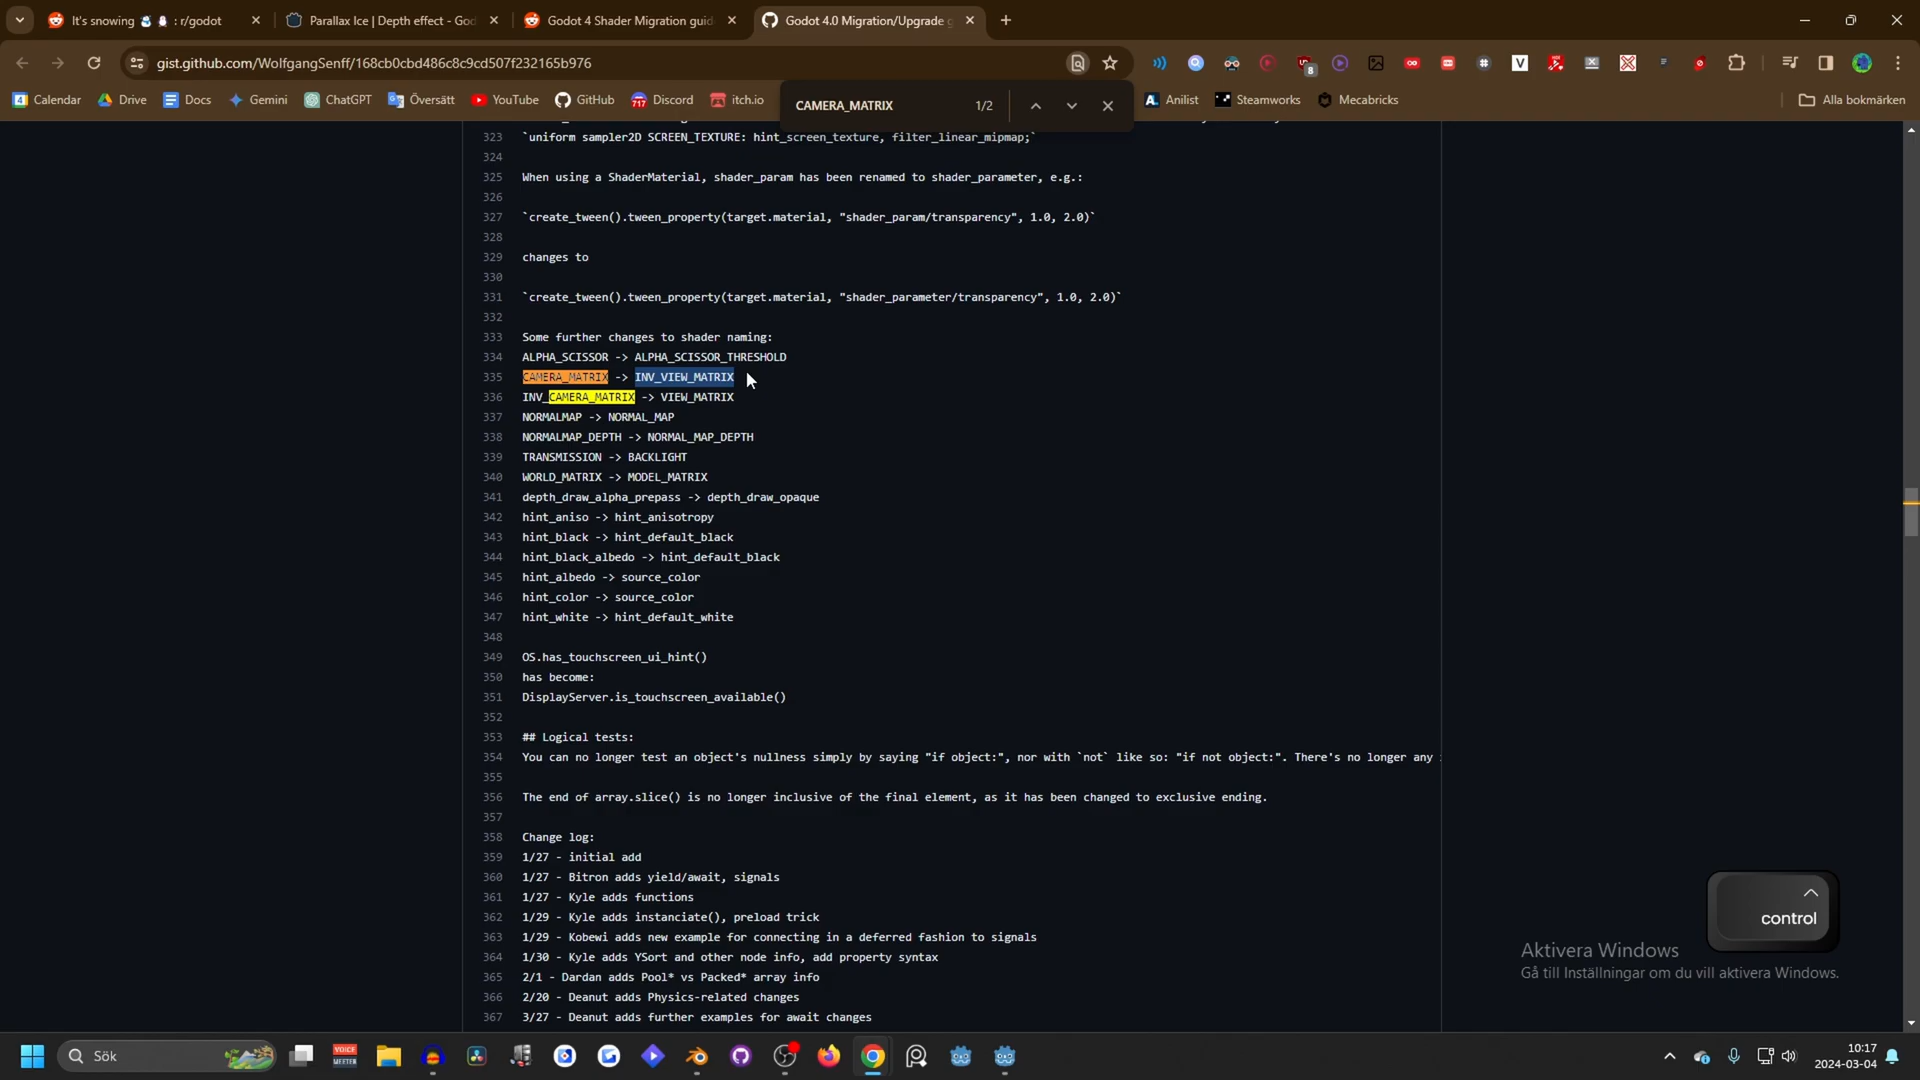 It's snowing ⛄ ⛄ : r/godot
Parallax Ice | Depth effect - God
Godot 4 Shader Migration guid
Godot 4.0 Migration/Upgrade g
gist.github.com/WolfgangSenff/168cb0cbd486c8c9cd507f232165b976
8
Calendar
Drive
Docs
Gemini
ChatGPT
Översätt
YouTube
GitHub
Discord
itch.io
CAMERA_MATRIX
1/2
Anilist
Steamworks
Mecabricks
Alla bokmärken
323 `uniform sampler2D SCREEN_TEXTURE: hint_screen_texture, filter_linear_mipmap;`
324
325 When using a ShaderMaterial, shader_param has been renamed to shader_parameter, e.g.:
326
327 `create_tween().tween_property(target.material, "shader_param/transparency", 1.0, 2.0)`
328
329 changes to
330
331 `create_tween().tween_property(target.material, "shader_parameter/transparency", 1.0, 2.0)`
332
333 Some further changes to shader naming:
334 ALPHA_SCISSOR -> ALPHA_SCISSOR_THRESHOLD
335 CAMERA_MATRIX -> INV_VIEW_MATRIX
336 INV_CAMERA_MATRIX -> VIEW_MATRIX
337 NORMALMAP -> NORMAL_MAP
338 NORMALMAP_DEPTH -> NORMAL_MAP_DEPTH
339 TRANSMISSION -> BACKLIGHT
340 WORLD_MATRIX -> MODEL_MATRIX
341 depth_draw_alpha_prepass -> depth_draw_opaque
342 hint_aniso -> hint_anisotropy
343 hint_black -> hint_default_black
344 hint_black_albedo -> hint_default_black
345 hint_albedo -> source_color
346 hint_color -> source_color
347 hint_white -> hint_default_white
348
349 OS.has_touchscreen_ui_hint()
350 has become:
351 DisplayServer.is_touchscreen_available()
352
353 ## Logical tests:
354 You can no longer test an object's nullness simply by saying "if object:", nor with `not` like so: "if not object:". There's no longer any
355
356 The end of array.slice() is no longer inclusive of the final element, as it has been changed to exclusive ending.
357
358 Change log:
359 1/27 - initial add
360 1/27 - Bitron adds yield/await, signals
361 1/27 - Kyle adds functions
362 1/29 - Kyle adds instanciate(), preload trick
363 1/29 - Kobewi adds new example for connecting in a deferred fashion to signals
364 1/30 - Kyle adds YSort and other node info, add property syntax
365 2/1 - Dardan adds Pool* vs Packed* array info
366 2/20 - Deanut adds Physics-related changes
367 3/27 - Deanut adds further examples for await changes
control
Aktivera Windows
Gå till Inställningar om du vill aktivera Windows.
Sök
VOICE
MEETER
10:17
2024-03-04